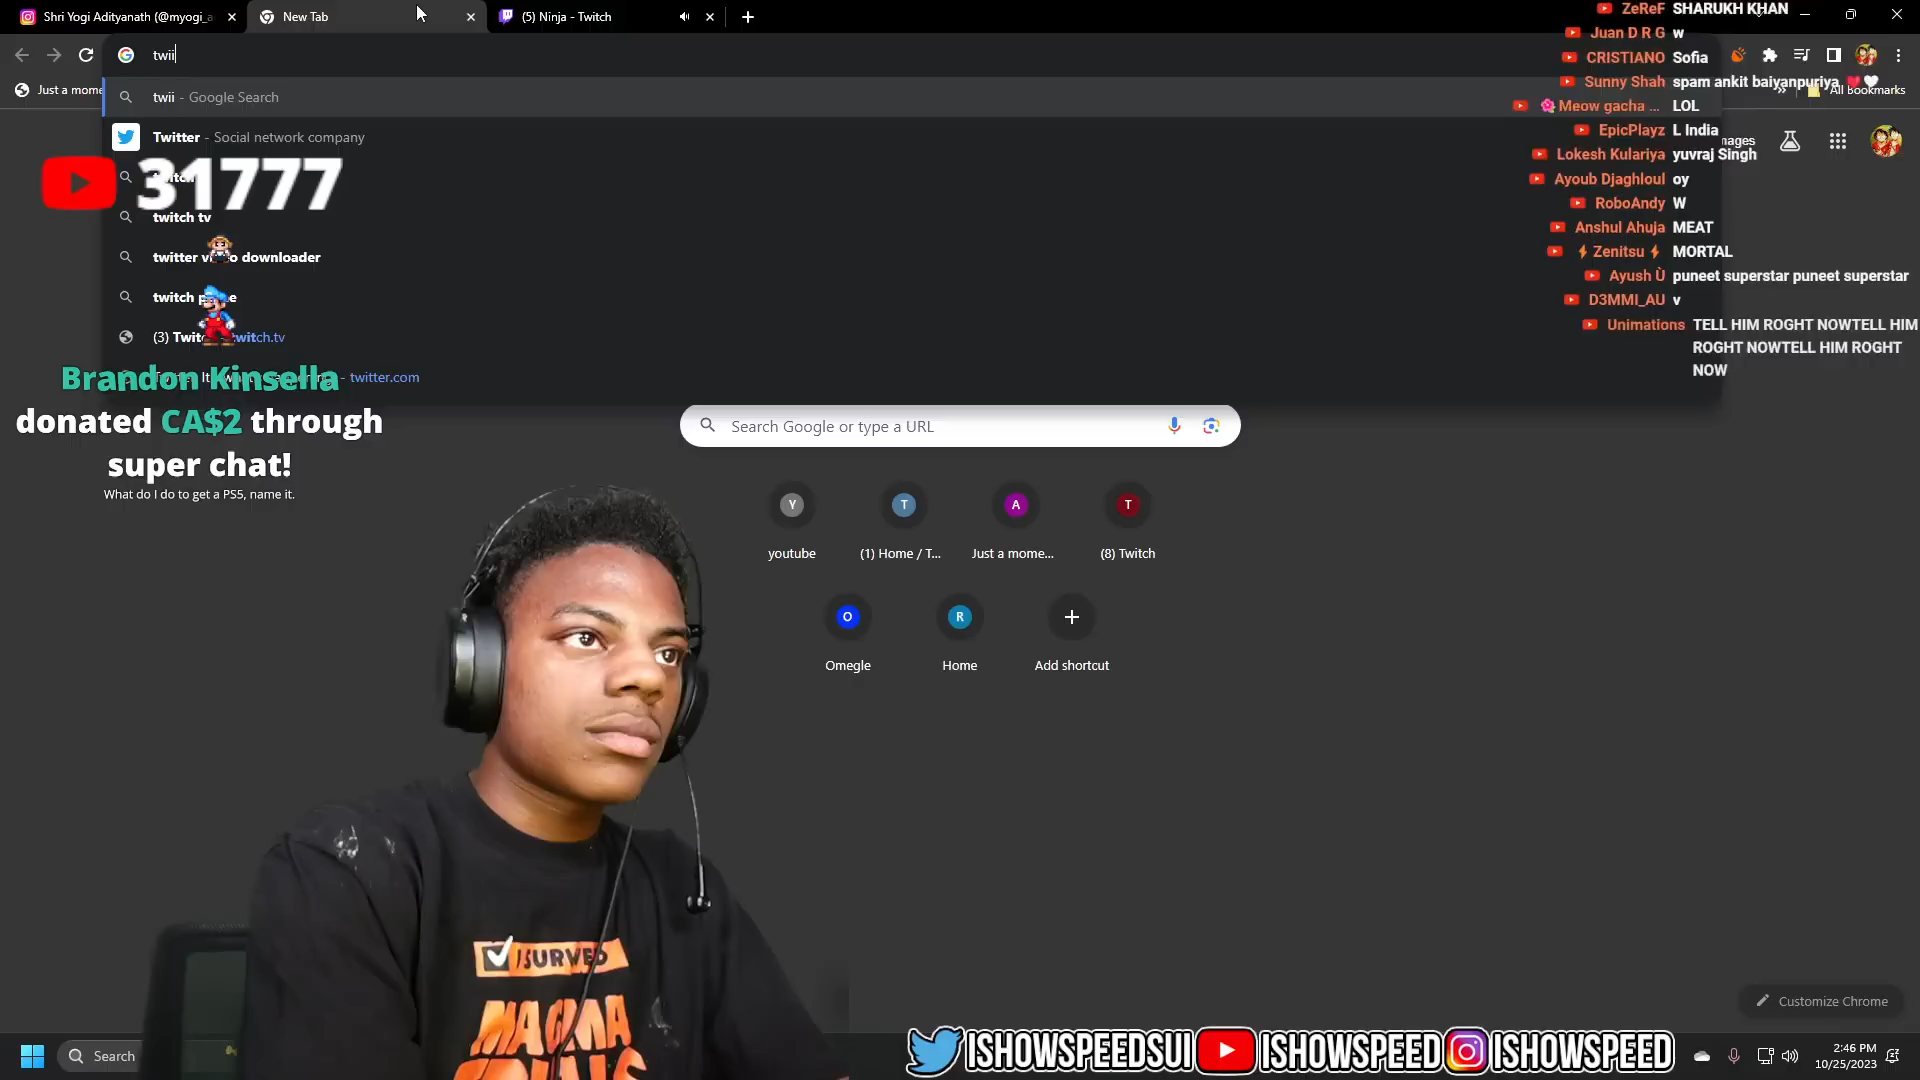 Shri Yogi Adityanath (@myogi_a
New Tab
(5) Ninja - Twitch
twii
Just a mome
All Bookmarks
twii - Google Search
Twitter - Social network company
31777
twitch tv
downloader
twitter
twitch
(3)
twitch.tv
- twitter.com
mages
Brandon Kinsella
donated CA$2 through
super chat!
What do I do to get a PS5, name it.
ZeReF SHARUKH KHAN
Juan D R G w
CRISTIANO Sofia
Sunny Shah spam ankit baiyanpuriya
Meow gacha ... LOL
EpicPlayz L India
Lokesh Kulariya yuvraj Singh
Ayoub Djaghloul oy
RoboAndy W
Anshul Ahuja MEAT
Zenitsu MORTAL
Ayush Ù puneet superstar puneet superstar
D3MMI_AU v
Unimations TELL HIM ROGHT NOWTELL HIM
ROGHT NOWTELL HIM ROGHT
NOW
Search Google or type a URL
Y T A T
youtube (1) Home / T... Just a mome... (8) Twitch
O R
Omegle Home Add shortcut
I SURVED
MAGMA
Customize Chrome
Search
ISHOWSPEEDSUI ISHOWSPEED ISHOWSPEED
2:46 PM
10/25/2023